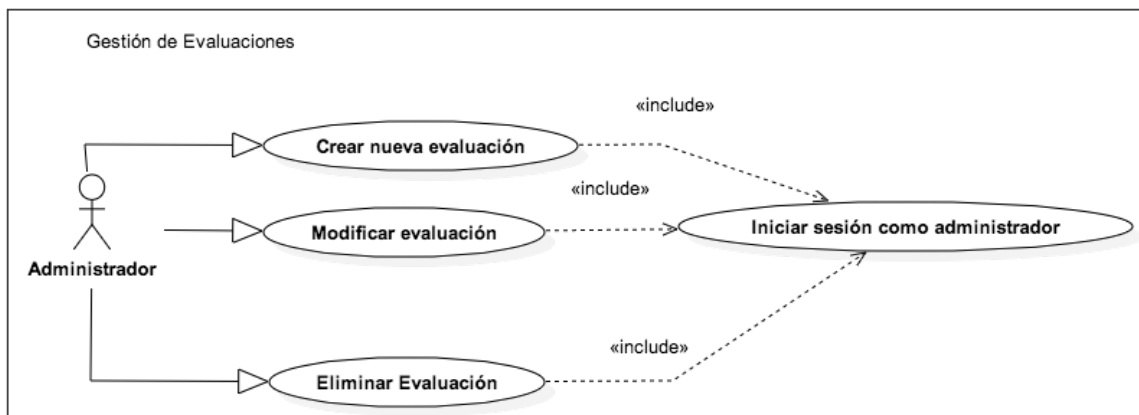 Gestión de Evaluaciones
«include»
Crear nueva evaluación
«include»
Modificar evaluación
Iniciar sesión como administrador
Administrador
«include»
Eliminar Evaluación